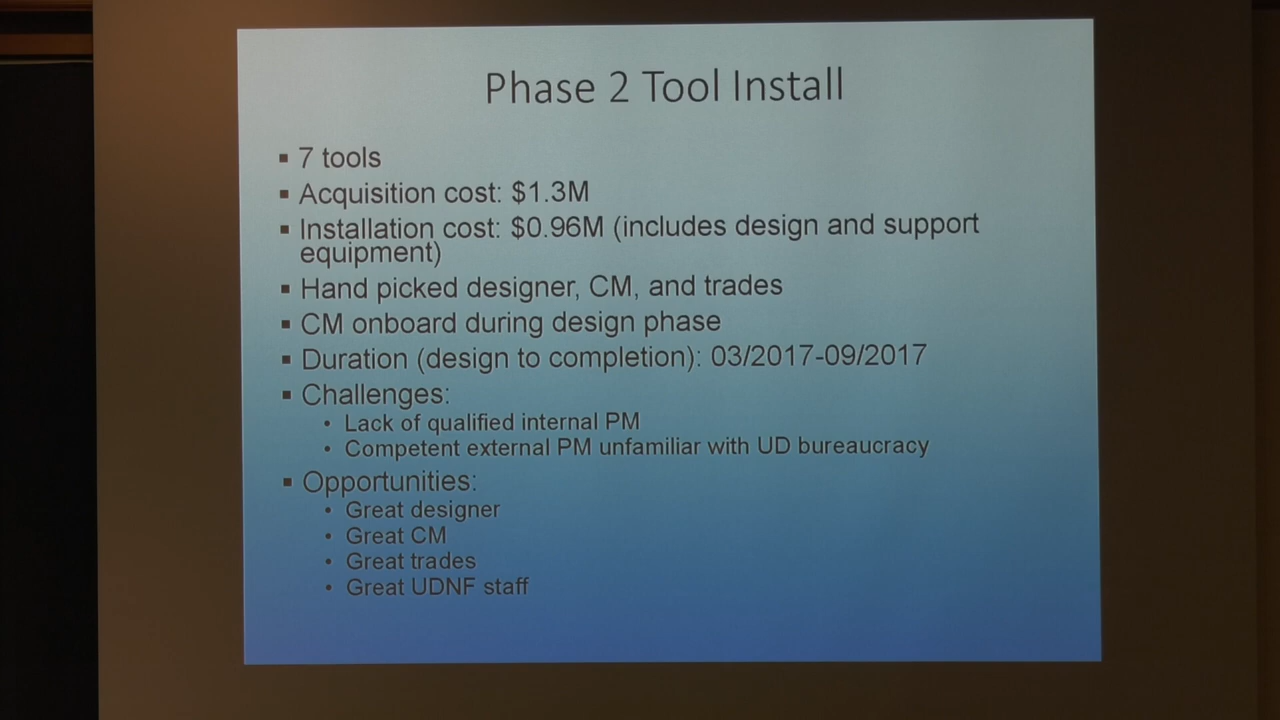 Phase 2 Tool Install
▪ 7 tools
▪ Acquisition cost: $1.3M
▪ Installation cost: $0.96M (includes design and support
equipment)
▪ Hand picked designer, CM, and trades
▪ CM onboard during design phase
▪ Duration (design to completion): 03/2017-09/2017
▪ Challenges:
• Lack of qualified internal PM
• Competent external PM unfamiliar with UD bureaucracy
▪ Opportunities:
• Great designer
• Great CM
• Great trades
• Great UDNF staff